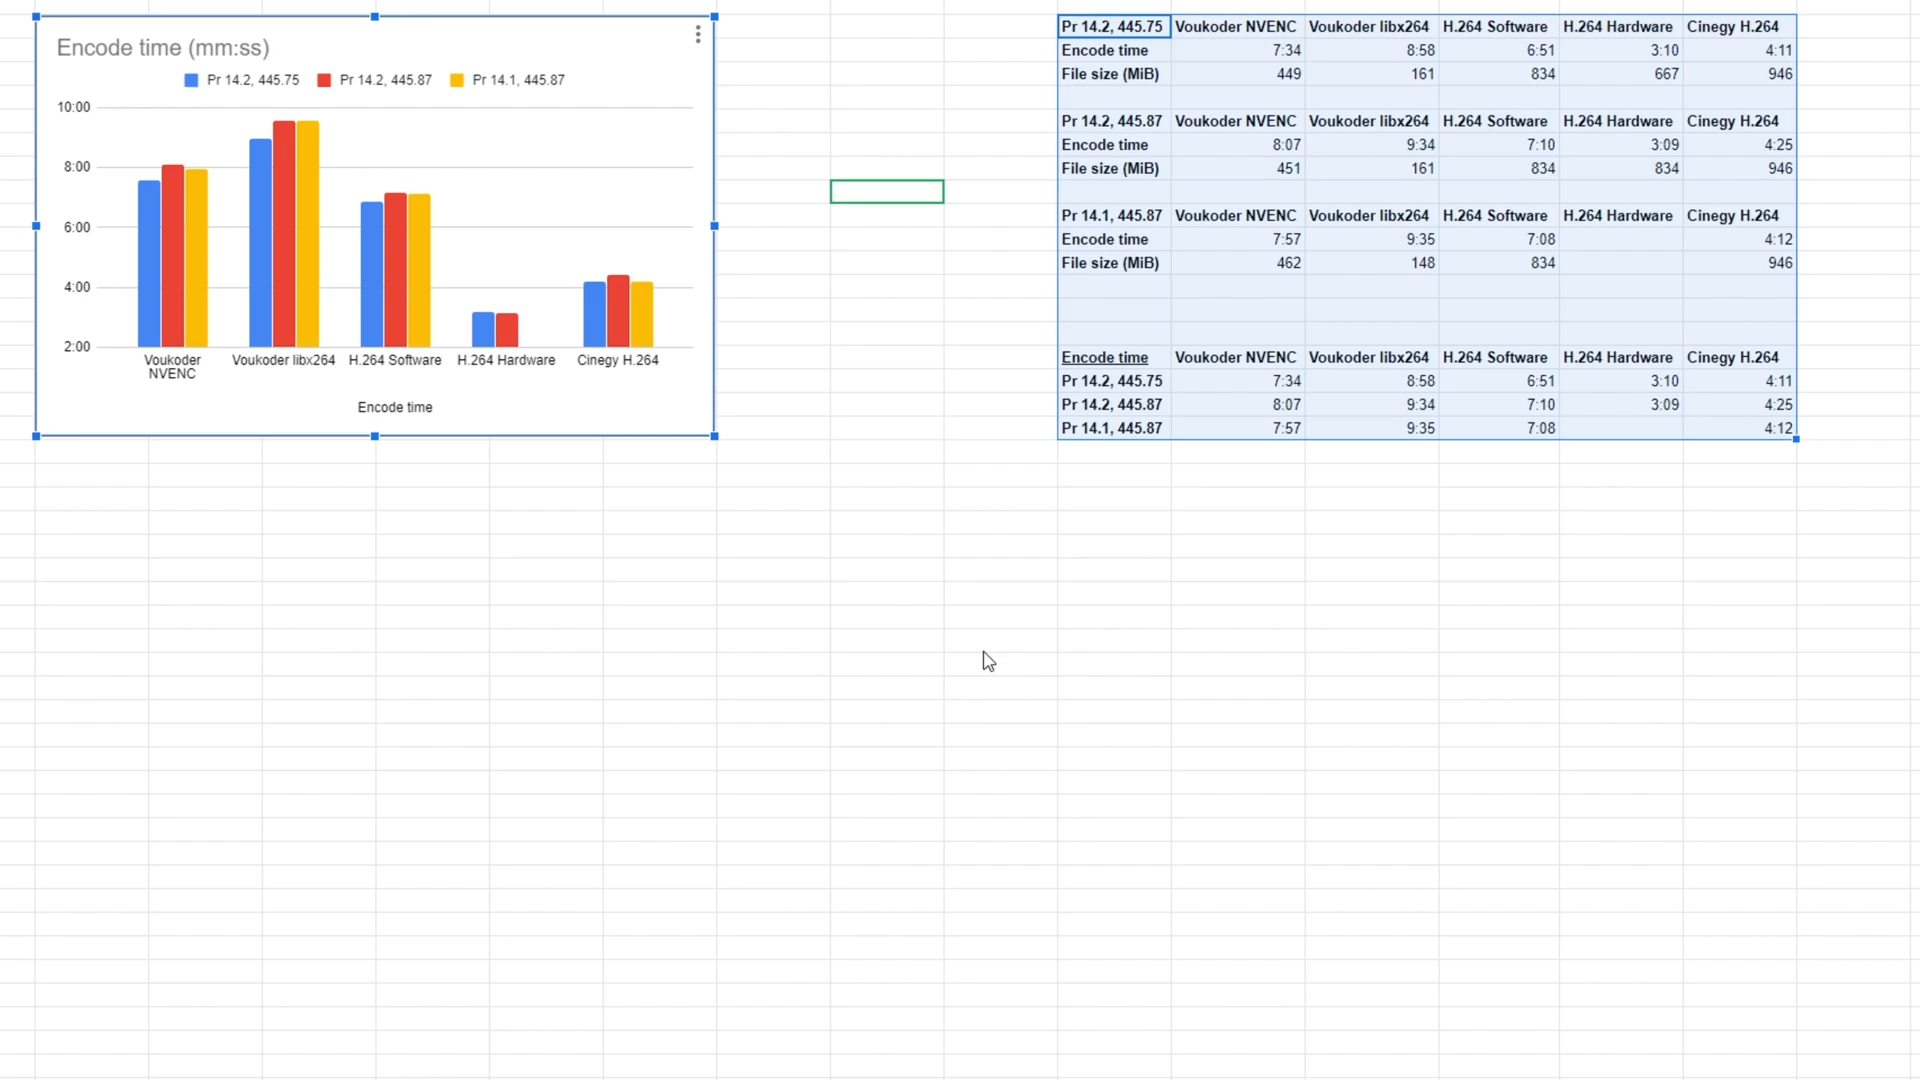 Encode time (mm:ss)
Pr 14.2, 445.75 Pr 14.2, 445.87 Pr 14.1, 445.87
10:00
8:00
6:00
4:00
2:00
Voukoder NVENC Voukoder libx264 H.264 Software H.264 Hardware Cinegy H.264
Encode time
Pr 14.2, 445.75 Voukoder NVENC Voukoder libx264 H.264 Software H.264 Hardware Cinegy H.264
Encode time 7:34 8:58 6:51 3:10 4:11
File size (MiB) 449 161 834 667 946
Pr 14.2, 445.87 Voukoder NVENC Voukoder libx264 H.264 Software H.264 Hardware Cinegy H.264
Encode time 8:07 9:34 7:10 3:09 4:25
File size (MiB) 451 161 834 834 946
Pr 14.1, 445.87 Voukoder NVENC Voukoder libx264 H.264 Software H.264 Hardware Cinegy H.264
Encode time 7:57 9:35 7:08 4:12
File size (MiB) 462 148 834 946
Encode time Voukoder NVENC Voukoder libx264 H.264 Software H.264 Hardware Cinegy H.264
Pr 14.2, 445.75 7:34 8:58 6:51 3:10 4:11
Pr 14.2, 445.87 8:07 9:34 7:10 3:09 4:25
Pr 14.1, 445.87 7:57 9:35 7:08 4:12